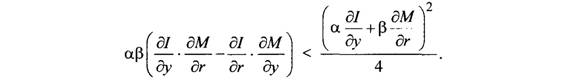 αβ(∂I/∂y · ∂M/∂r − ∂I/∂r · ∂M/∂y) < (α ∂I/∂y + β ∂M/∂r)² / 4.